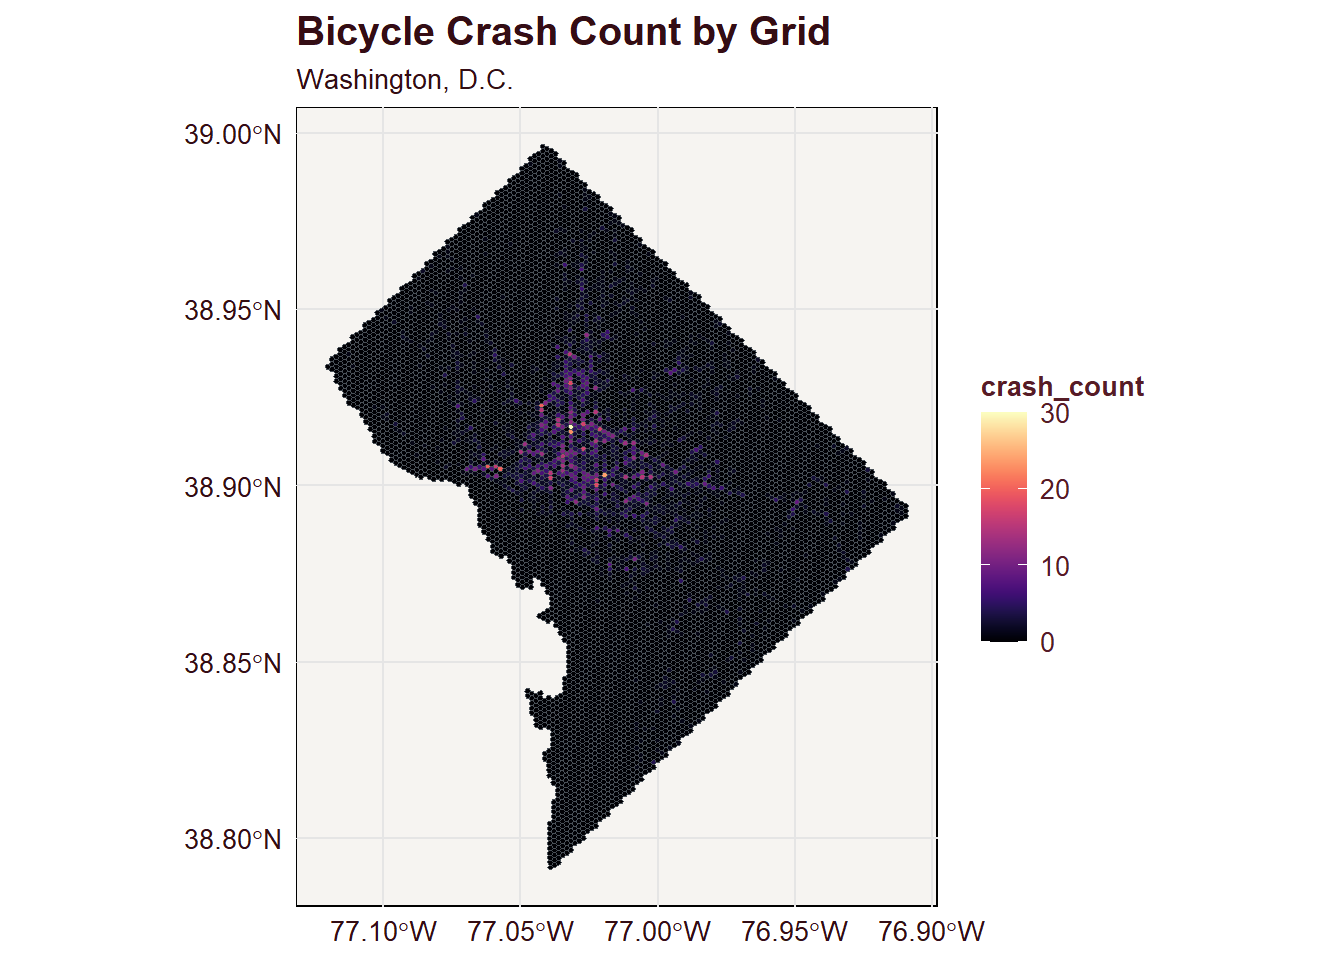 Bicycle Crash Count by Grid
Washington, D.C.
39.00°N
38.95°N
38.90°N
38.85°N
38.80°N
77.10°W 77.05°W 77.00°W 76.95°W 76.90°W
crash_count
30
20
10
0